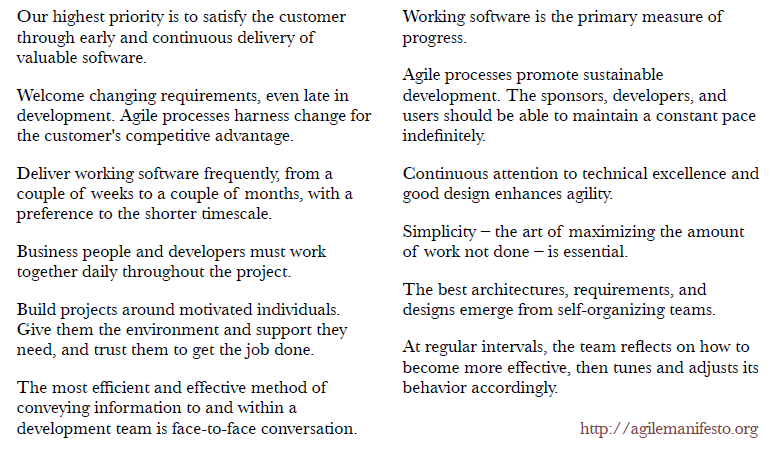 Our highest priority is to satisfy the customer
through early and continuous delivery of
valuable software.
Welcome changing requirements, even late in
development. Agile processes harness change for
the customer's competitive advantage.
Deliver working software frequently, from a
couple of weeks to a couple of months, with a
preference to the shorter timescale.
Business people and developers must work
together daily throughout the project.
Build projects around motivated individuals.
Give them the environment and support they
need, and trust them to get the job done.
The most efficient and effective method of
conveying information to and within a
development team is face-to-face conversation.
Working software is the primary measure of
progress.
Agile processes promote sustainable
development. The sponsors, developers, and
users should be able to maintain a constant pace
indefinitely.
Continuous attention to technical excellence and
good design enhances agility.
Simplicity – the art of maximizing the amount
of work not done – is essential.
The best architectures, requirements, and
designs emerge from self-organizing teams.
At regular intervals, the team reflects on how to
become more effective, then tunes and adjusts its
behavior accordingly.
http://agilemanifesto.org